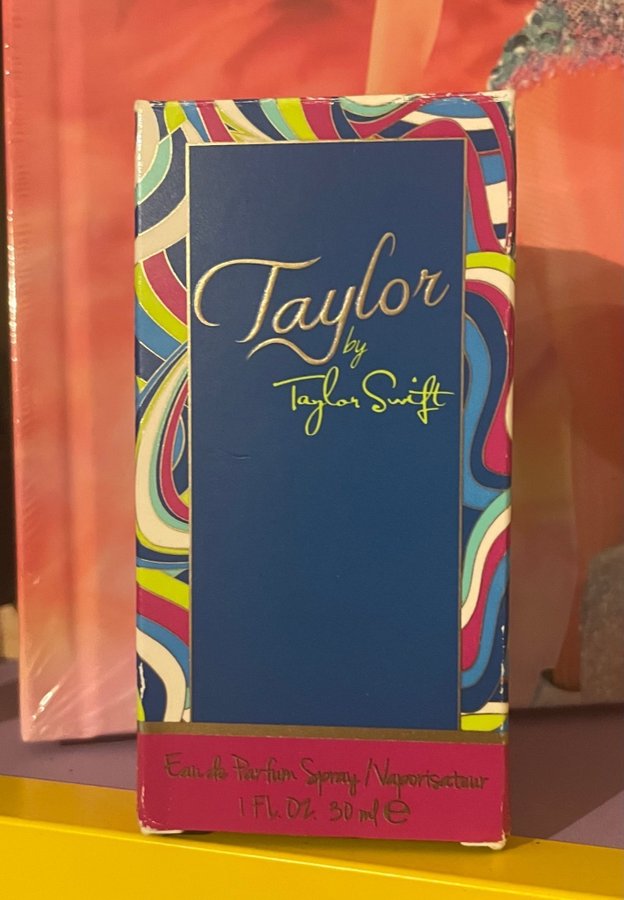 Taylor
by
Taylor Swift
Eau de Parfum Spray / Vaporisateur
1 FL. OZ. 30 ml ℮